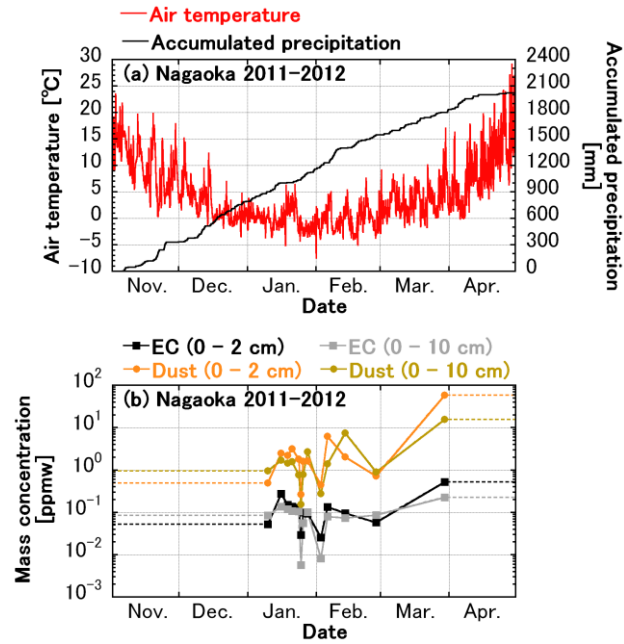 Air temperature
Accumulated precipitation
(a) Nagaoka 2011-2012
Air temperature [℃]
30
25
20
15
10
5
0
-5
-10
2400
2100
1800
1500
1200
900
600
300
0
Accumulated precipitation
[mm]
Nov. Dec. Jan. Feb. Mar. Apr.
Date
EC (0 - 2 cm) EC (0 - 10 cm)
Dust (0 - 2 cm) Dust (0 - 10 cm)
(b) Nagaoka 2011-2012
Mass concentration
[ppmw]
10²
10¹
10⁰
10⁻¹
10⁻²
10⁻³
Nov. Dec. Jan. Feb. Mar. Apr.
Date